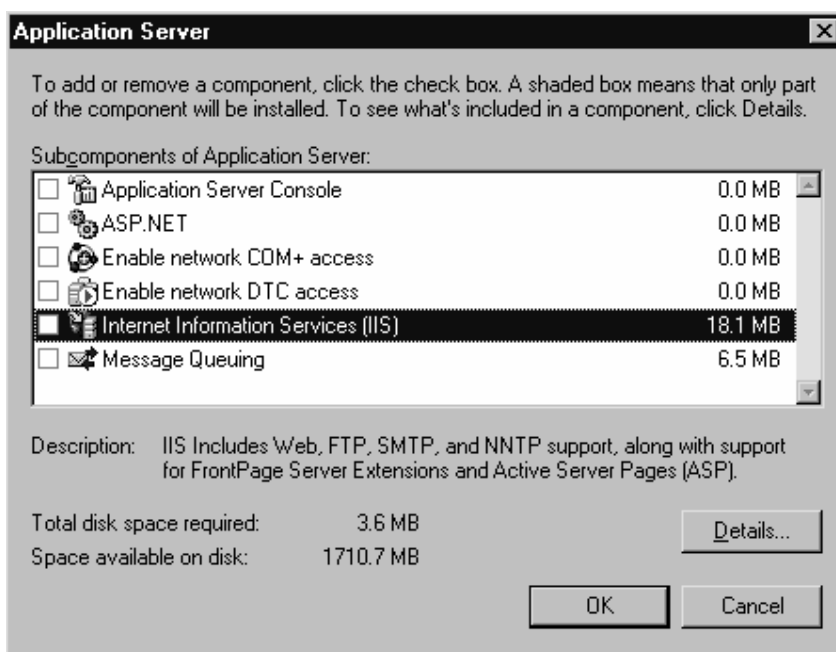 Application Server
To add or remove a component, click the check box. A shaded box means that only part
of the component will be installed. To see what's included in a component, click Details.
Subcomponents of Application Server:
Application Server Console 0.0 MB
ASP.NET 0.0 MB
Enable network COM+ access 0.0 MB
Enable network DTC access 0.0 MB
Internet Information Services (IIS) 18.1 MB
Message Queuing 6.5 MB
Description: IIS Includes Web, FTP, SMTP, and NNTP support, along with support
for FrontPage Server Extensions and Active Server Pages (ASP).
Total disk space required: 3.6 MB
Details...
Space available on disk: 1710.7 MB
OK Cancel